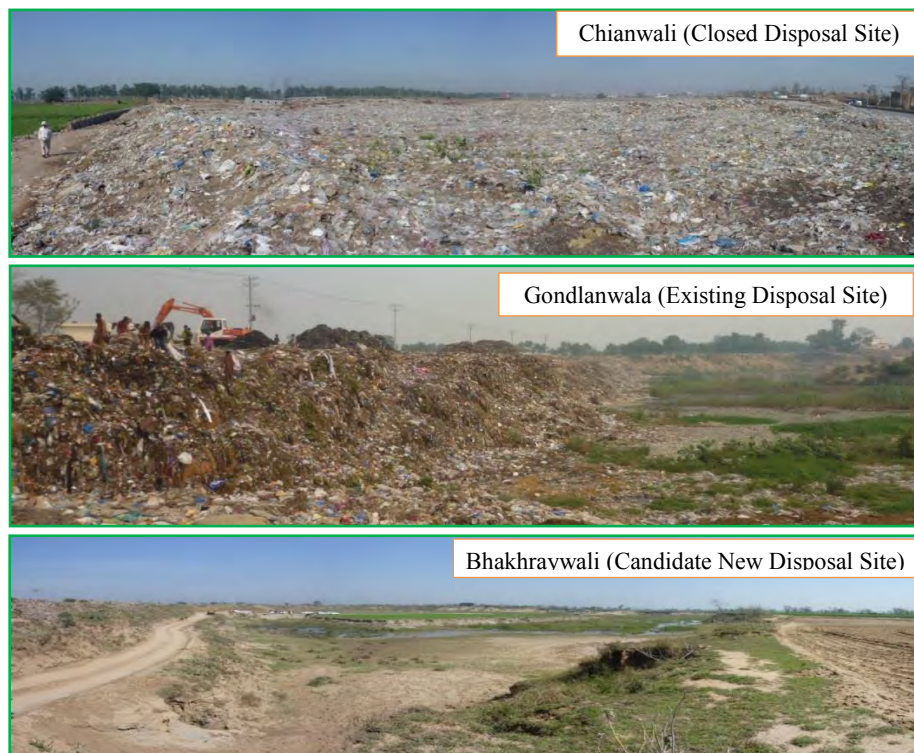 Chianwali (Closed Disposal Site)
Gondlanwala (Existing Disposal Site)
Bhakhraywali (Candidate New Disposal Site)